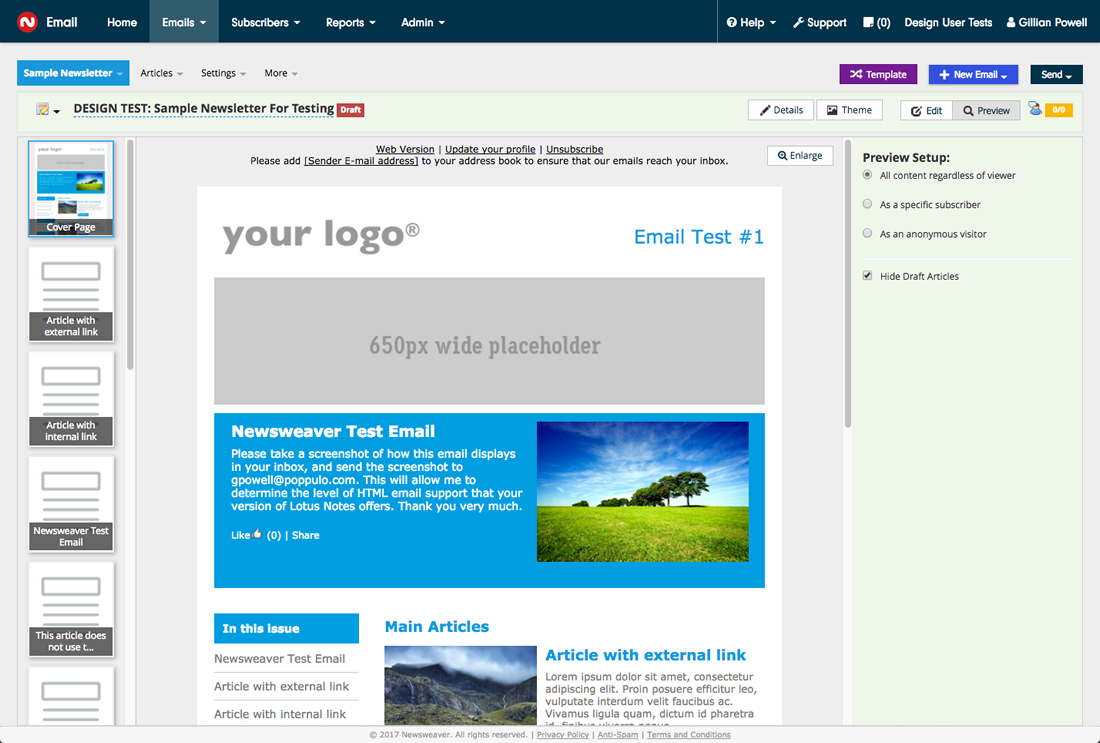 Email Home Emails Subscribers Reports Admin Help Support (0) Design User Tests Gillian Powell
Sample Newsletter Articles Settings More Template New Email Send
DESIGN TEST: Sample Newsletter For Testing Draft Details Theme Edit Preview 0/0
Cover Page
Article with
external link
Article with
internal link
Newsweaver Test
Email
This article does
not use t...
Web Version | Update your profile | Unsubscribe
Please add [Sender E-mail address] to your address book to ensure that our emails reach your inbox.
Enlarge
your logo®
Email Test #1
650px wide placeholder
Newsweaver Test Email
Please take a screenshot of how this email displays
in your inbox, and send the screenshot to
gpowell@poppulo.com. This will allow me to
determine the level of HTML email support that your
version of Lotus Notes offers. Thank you very much.
Like (0) | Share
In this issue
Newsweaver Test Email
Article with external link
Article with internal link
Main Articles
Article with external link
Lorem ipsum dolor sit amet, consectetur
adipiscing elit. Proin posuere efficitur leo,
vulputate interdum velit faucibus ac.
Vivamus ligula quam, dictum id pharetra
Preview Setup:
All content regardless of viewer
As a specific subscriber
As an anonymous visitor
Hide Draft Articles
© 2017 Newsweaver. All rights reserved. | Privacy Policy | Anti-Spam | Terms and Conditions